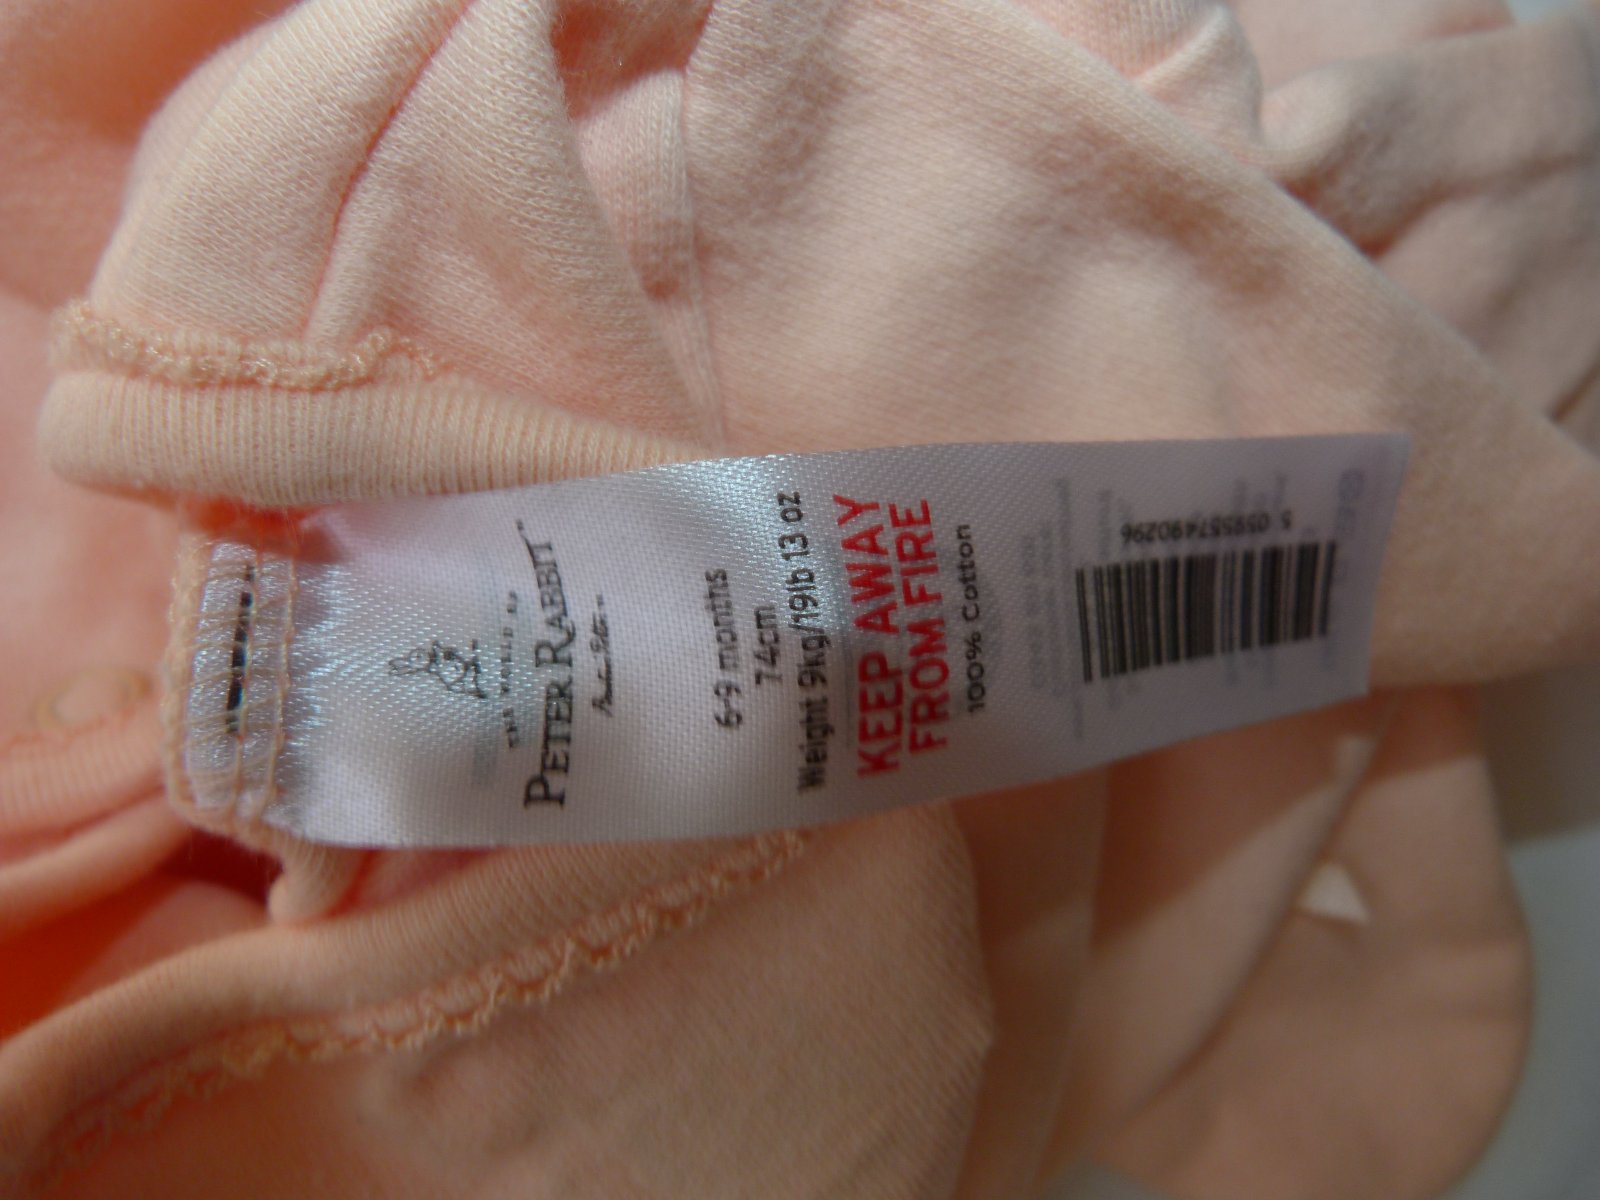 THE WORLD OF
PETER RABBIT™
6-9 months
74cm
Weight 9kg/19lb 13 oz
KEEP AWAY
FROM FIRE
100% Cotton
5 059557490296